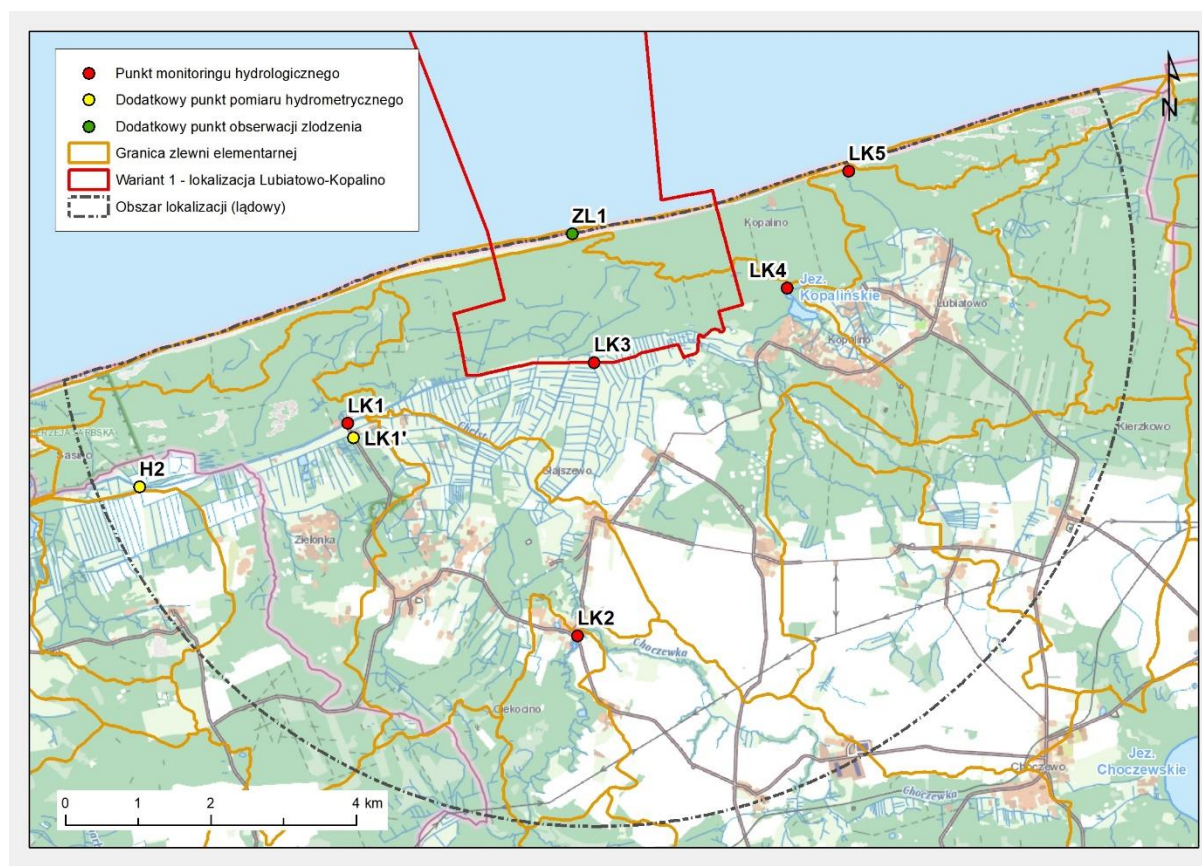 Punkt monitoringu hydrologicznego
Dodatkowy punkt pomiaru hydrometrycznego
Dodatkowy punkt obserwacji zlodzenia
Granica zlewni elementarnej
Wariant 1 - lokalizacja Lubiatowo-Kopalino
Obszar lokalizacji (lądowy)
N
LK5
ZL1
Kopalino
LK4
Jez.
Kopalińskie
Lubiatowo
LK3
Kopalino
LK1
LK1'
Kierzkowo
Sasino
H2
Słajszewo
Zielonka
LK2
Choczewka
Ciekocino
Choczewo
Jez.
Choczewskie
Choczewka
0 1 2 4 km